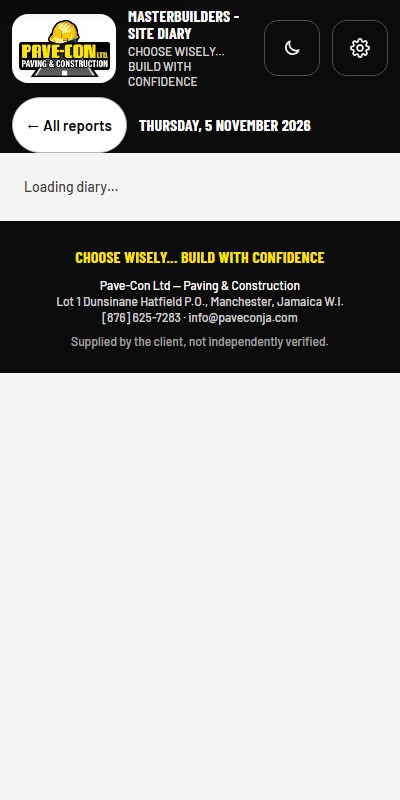 PAVE-CON LTD.
PAVING & CONSTRUCTION
MASTERBUILDERS -
SITE DIARY
CHOOSE WISELY...
BUILD WITH
CONFIDENCE
← All reports
THURSDAY, 5 NOVEMBER 2026
Loading diary...
CHOOSE WISELY... BUILD WITH CONFIDENCE
Pave-Con Ltd — Paving & Construction
Lot 1 Dunsinane Hatfield P.O., Manchester, Jamaica W.I.
[876] 625-7283 · info@paveconja.com
Supplied by the client, not independently verified.